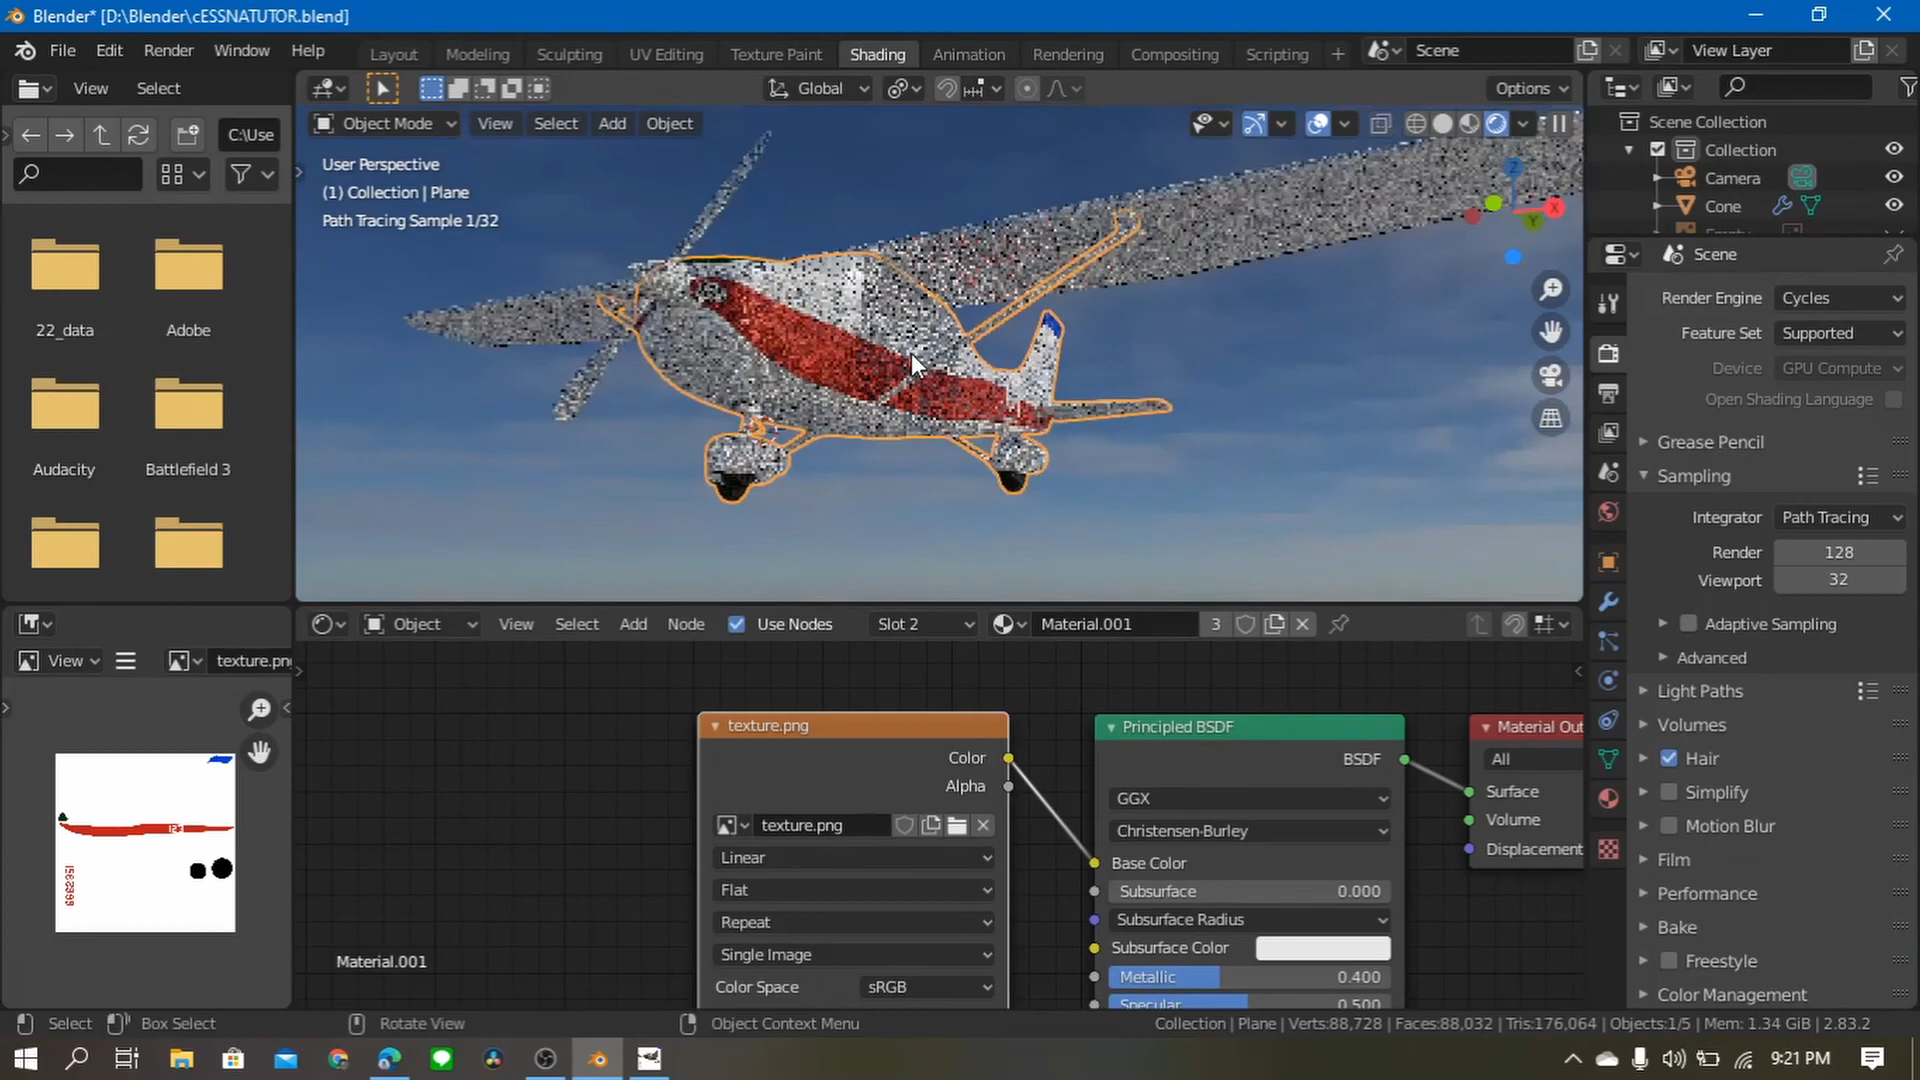 Blender* [D:\Blender\cESSNATUTOR.blend]
File Edit Render Window Help
Layout Modeling Sculpting UV Editing Texture Paint Shading Animation Rendering Compositing Scripting +
Scene
View Layer
View Select
Global
Options
C:\Use
Object Mode View Select Add Object
User Perspective
(1) Collection | Plane
Path Tracing Sample 1/32
22_data
Adobe
Audacity
Battlefield 3
Scene Collection
Collection
Camera
Cone
Scene
Render Engine Cycles
Feature Set Supported
Device GPU Compute
Open Shading Language
Grease Pencil
Sampling
Integrator Path Tracing
Render 128
Viewport 32
Adaptive Sampling
Advanced
Light Paths
Volumes
Hair
Simplify
Motion Blur
Film
Performance
Bake
Freestyle
Color Management
Z
X
Y
Object View Select Add Node Use Nodes Slot 2 Material.001 3
View texture.pn
123
texture.png
Color
Alpha
texture.png
Linear
Flat
Repeat
Single Image
Color Space sRGB
Principled BSDF
BSDF
GGX
Christensen-Burley
Base Color
Subsurface 0.000
Subsurface Radius
Subsurface Color
Metallic 0.400
Specular 0.500
Material Out
All
Surface
Volume
Displacement
Material.001
Select Box Select Rotate View Object Context Menu
Collection | Plane | Verts:88,728 | Faces:88,032 | Tris:176,064 | Objects:1/5 | Mem: 1.34 GiB | 2.83.2
9:21 PM